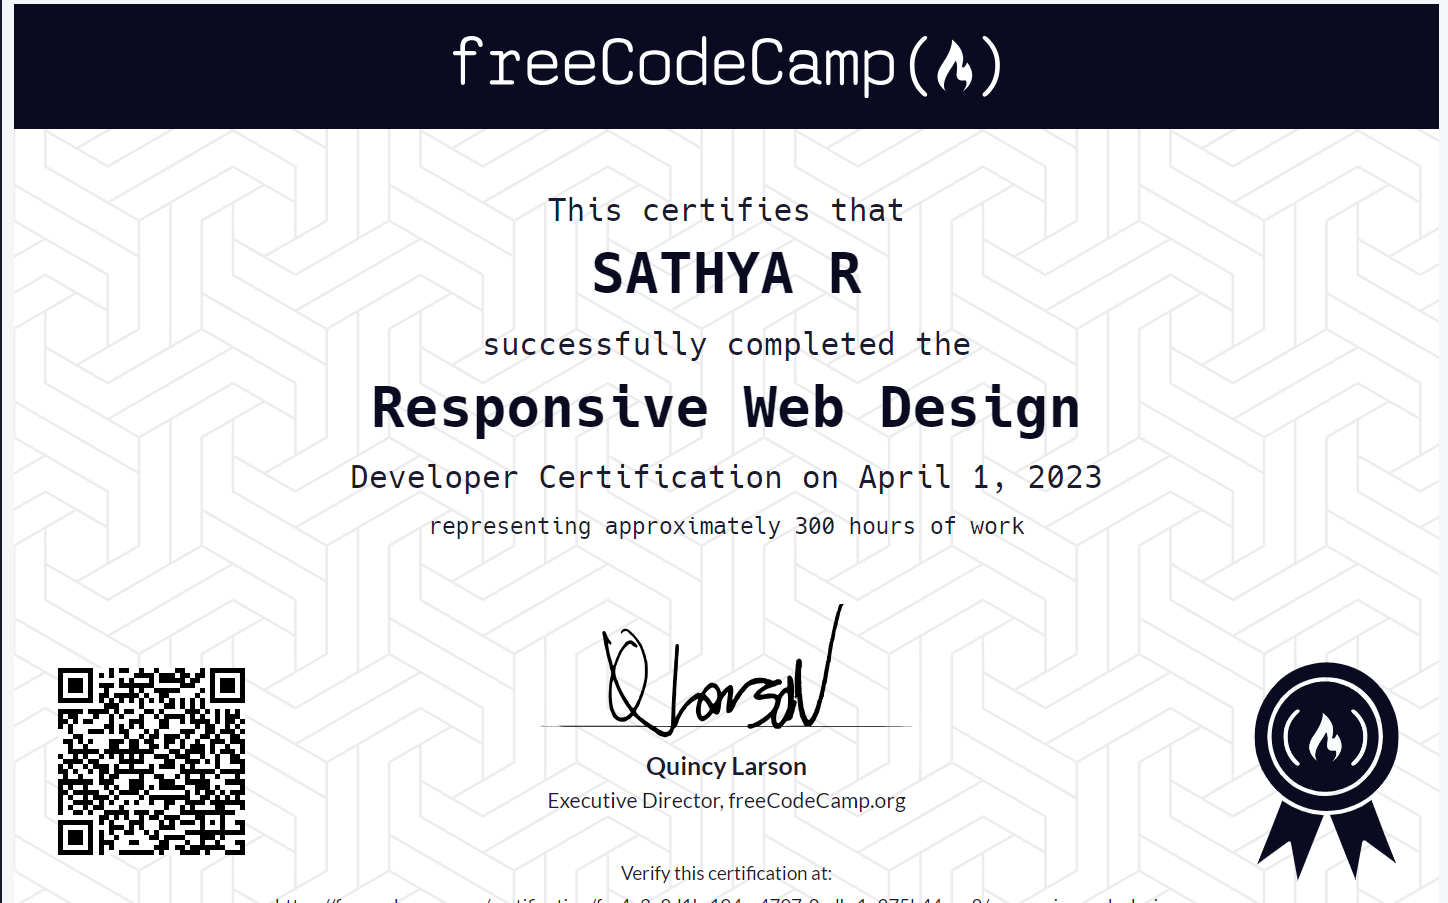 freeCodeCamp
This certifies that
SATHYA R
successfully completed the
Responsive Web Design
Developer Certification on April 1, 2023
representing approximately 300 hours of work
Quincy Larson
Executive Director, freeCodeCamp.org
Verify this certification at: